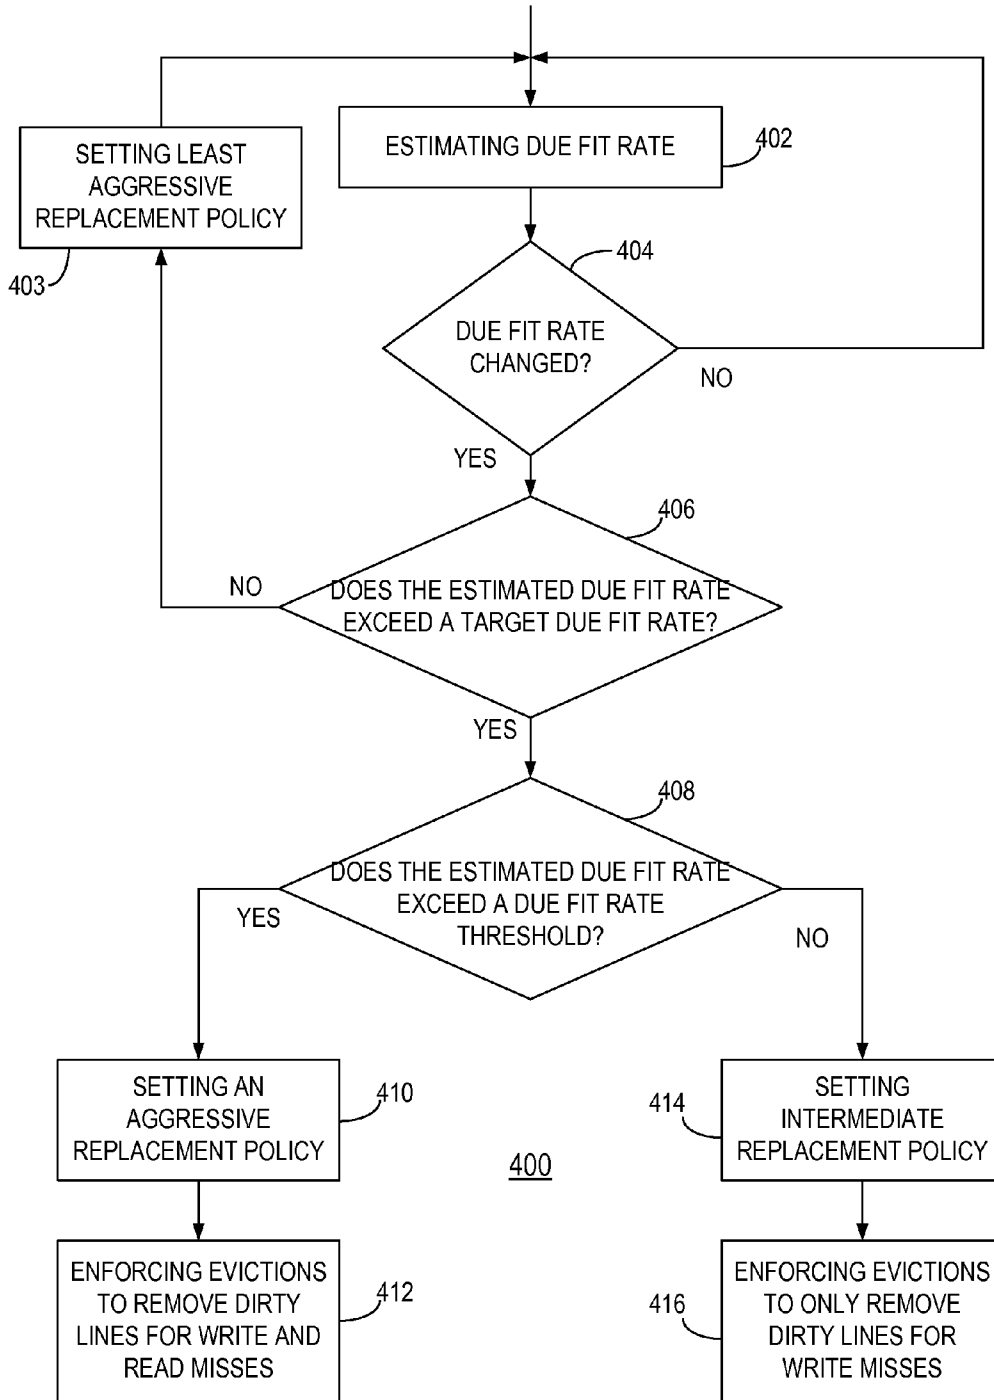 ESTIMATING DUE FIT RATE
402
SETTING LEAST
AGGRESSIVE
REPLACEMENT POLICY
403
404
DUE FIT RATE
CHANGED?
NO
YES
406
NO
DOES THE ESTIMATED DUE FIT RATE
EXCEED A TARGET DUE FIT RATE?
YES
408
DOES THE ESTIMATED DUE FIT RATE
EXCEED A DUE FIT RATE
THRESHOLD?
YES
NO
SETTING AN
AGGRESSIVE
REPLACEMENT POLICY
410
414
SETTING
INTERMEDIATE
REPLACEMENT POLICY
400
ENFORCING EVICTIONS
TO REMOVE DIRTY
LINES FOR WRITE AND
READ MISSES
412
416
ENFORCING EVICTIONS
TO ONLY REMOVE
DIRTY LINES FOR
WRITE MISSES